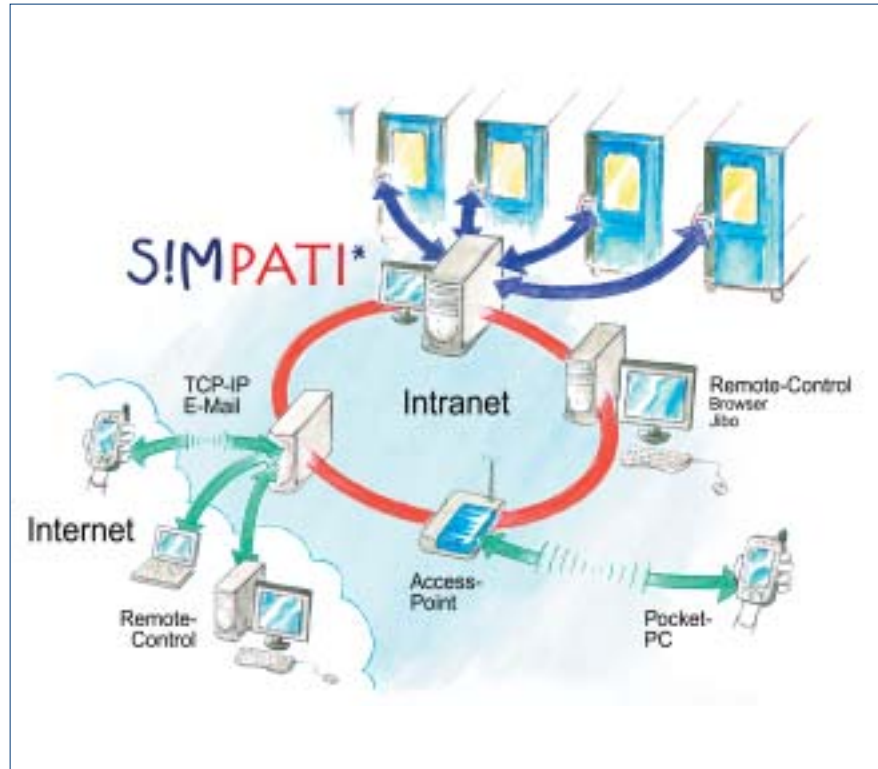 S!MPATI*
TCP-IP
E-Mail
Intranet
Remote-Control
Browser
Jibo
Internet
Access-
Point
Remote-
Control
Pocket-
PC